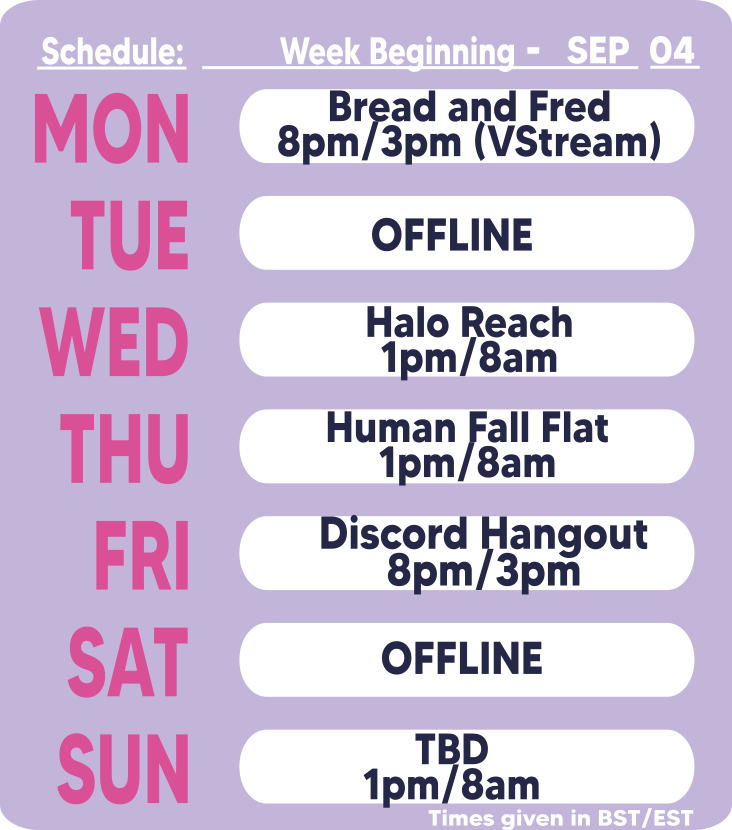 Schedule: Week Beginning - SEP 04
MON
Bread and Fred
8pm/3pm (VStream)
TUE
OFFLINE
WED
Halo Reach
1pm/8am
THU
Human Fall Flat
1pm/8am
FRI
Discord Hangout
8pm/3pm
SAT
OFFLINE
SUN
TBD
1pm/8am
Times given in BST/EST